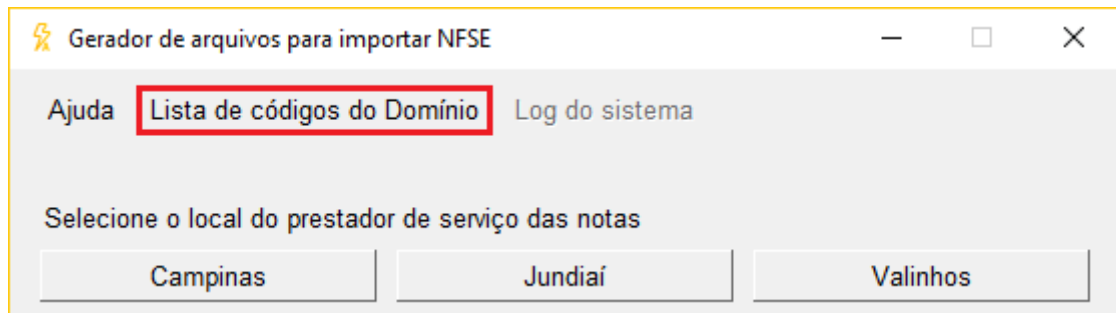 Gerador de arquivos para importar NFSE
Ajuda Lista de códigos do Domínio Log do sistema
Selecione o local do prestador de serviço das notas
Campinas Jundiaí Valinhos